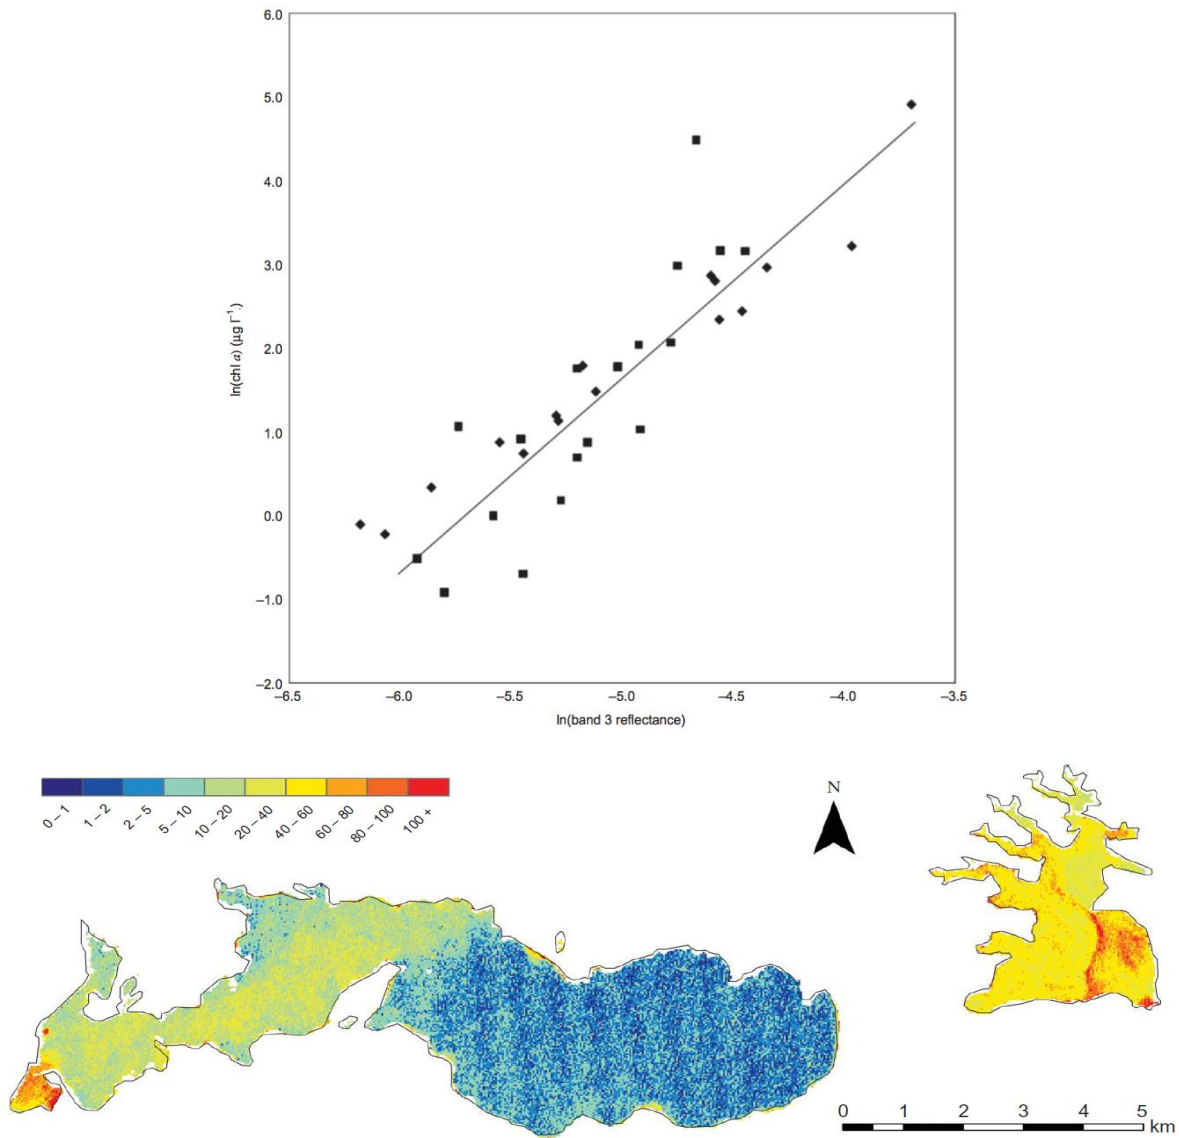 6.0
5.0
4.0
3.0
2.0
1.0
0.0
–1.0
–2.0
ln(chl a) (µg l⁻¹)
–6.5 –6.0 –5.5 –5.0 –4.5 –4.0 –3.5
ln(band 3 reflectance)
0 – 1 1 – 2 2 – 5 5 – 10 10 – 20 20 – 40 40 – 60 60 – 80 80 – 100 100 +
N
0 1 2 3 4 5
km